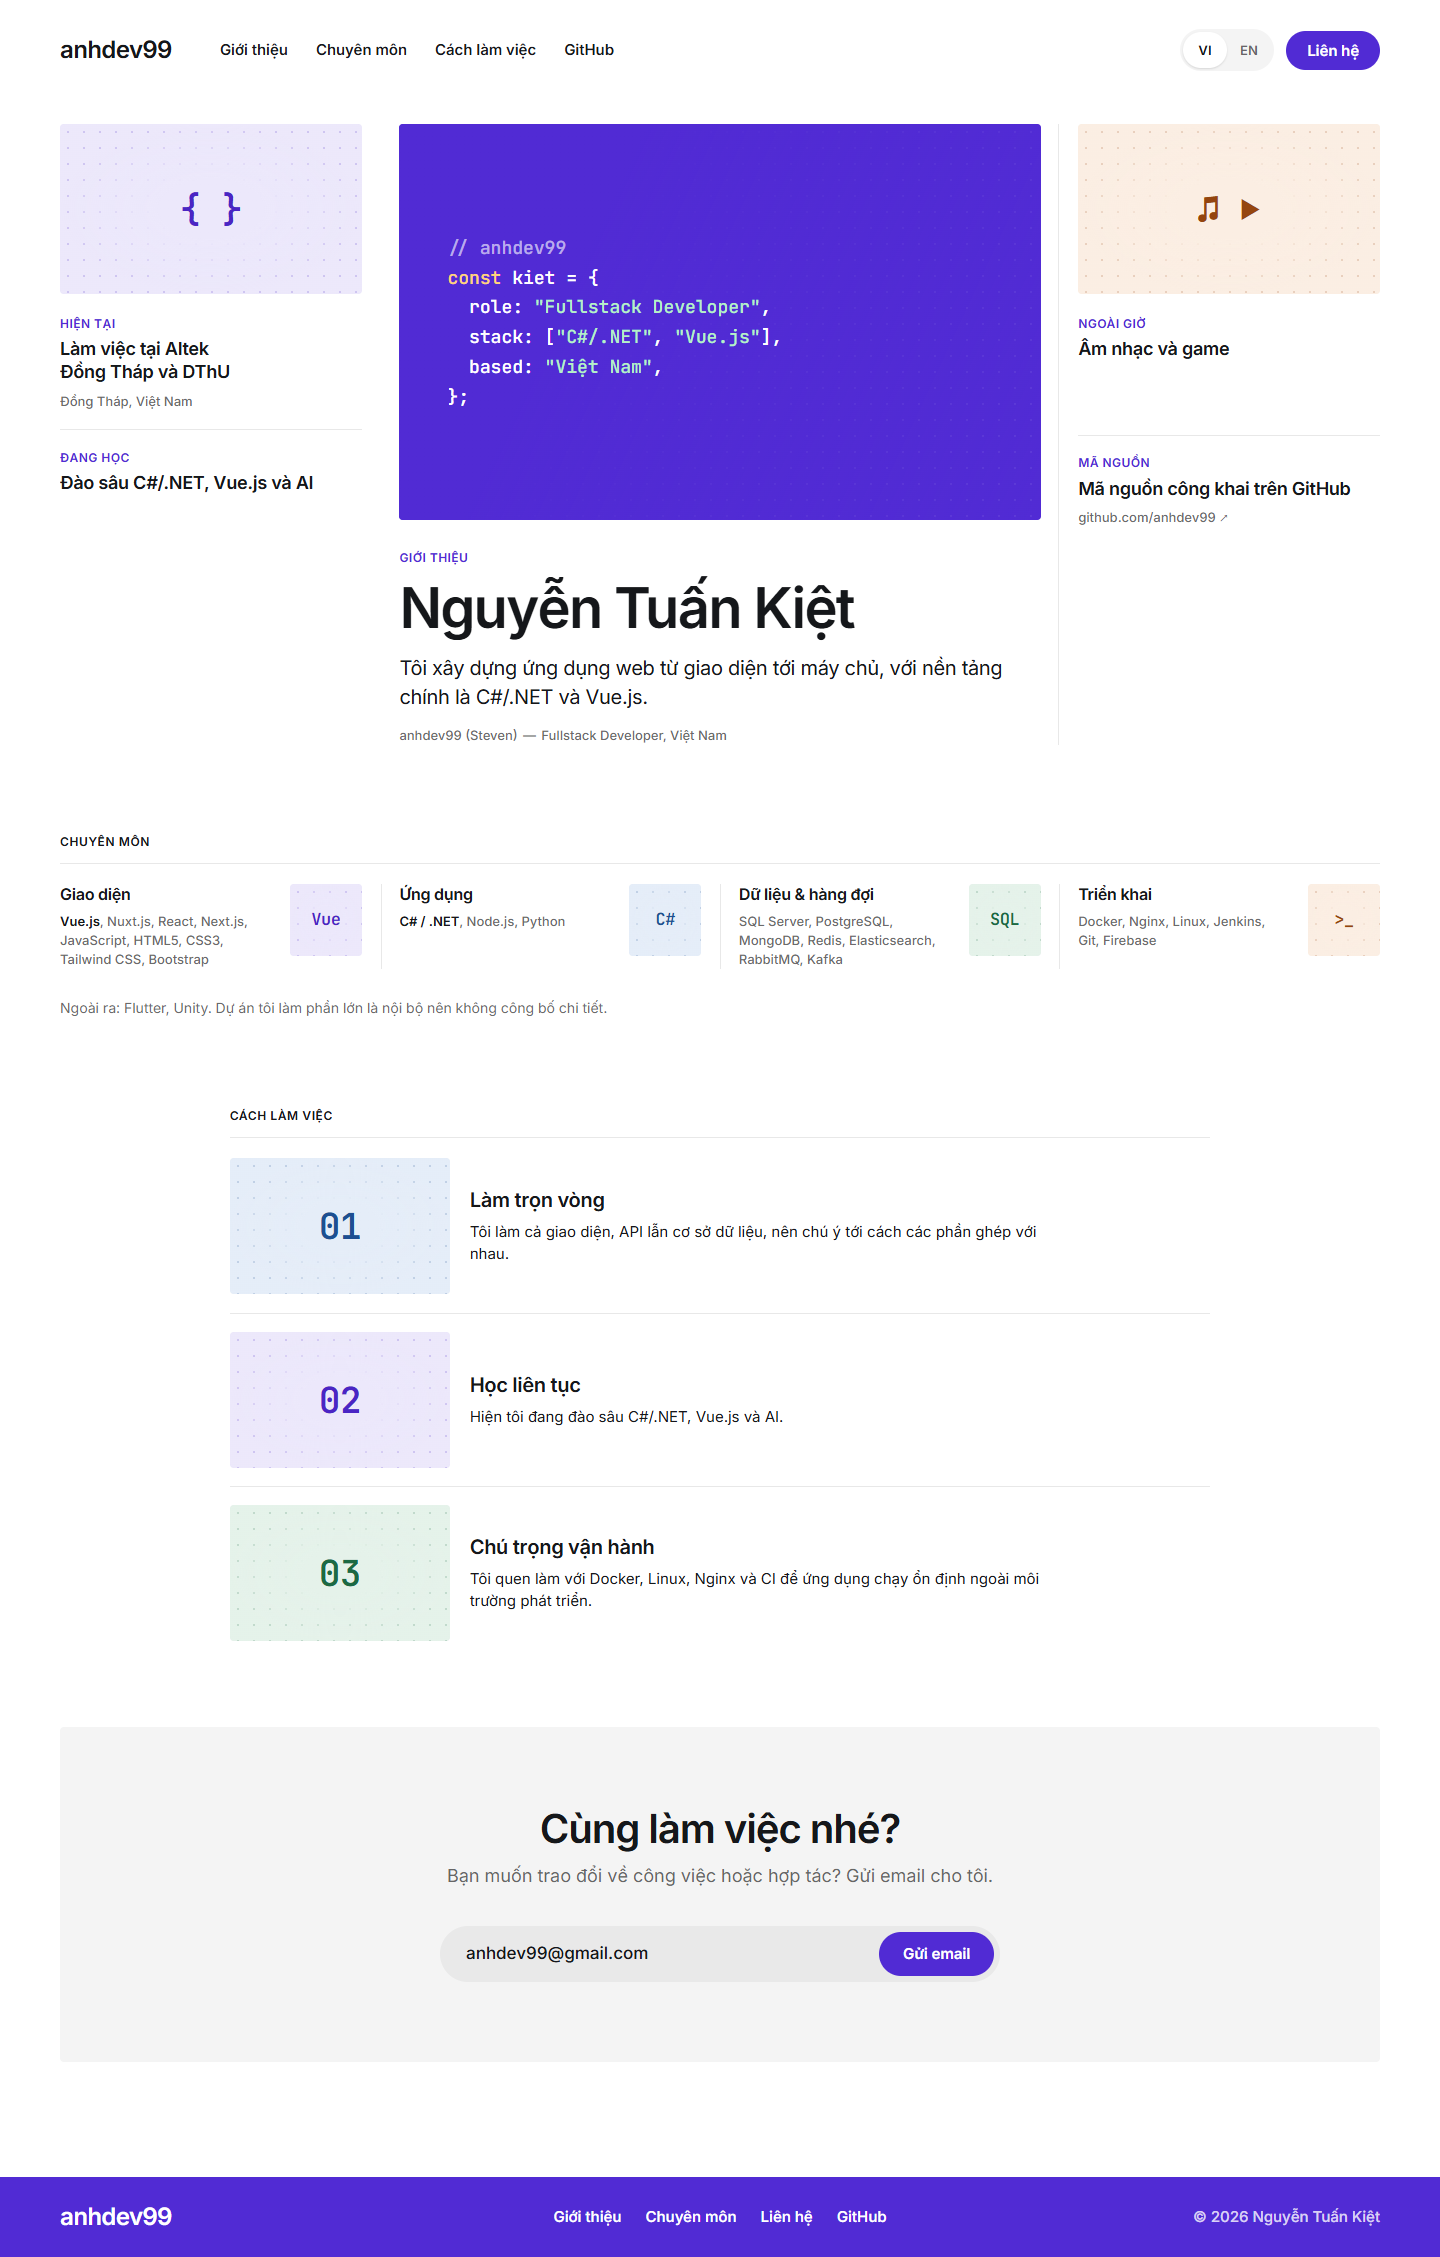 anhdev99
Giới thiệu
Chuyên môn
Cách làm việc
GitHub
VI
EN
Liên hệ
{ }
HIỆN TẠI
Làm việc tại Altek
Đồng Tháp và DThU
Đồng Tháp, Việt Nam
ĐANG HỌC
Đào sâu C#/.NET, Vue.js và AI
// anhdev99
const kiet = {
role: "Fullstack Developer",
stack: ["C#/.NET", "Vue.js"],
based: "Việt Nam",
};
GIỚI THIỆU
Nguyễn Tuấn Kiệt
Tôi xây dựng ứng dụng web từ giao diện tới máy chủ, với nền tảng
chính là C#/.NET và Vue.js.
anhdev99 (Steven) — Fullstack Developer, Việt Nam
NGOÀI GIỜ
Âm nhạc và game
MÃ NGUỒN
Mã nguồn công khai trên GitHub
github.com/anhdev99 ↗
CHUYÊN MÔN
Giao diện
Vue.js, Nuxt.js, React, Next.js,
JavaScript, HTML5, CSS3,
Tailwind CSS, Bootstrap
Vue
Ứng dụng
C# / .NET, Node.js, Python
C#
Dữ liệu & hàng đợi
SQL Server, PostgreSQL,
MongoDB, Redis, Elasticsearch,
RabbitMQ, Kafka
SQL
Triển khai
Docker, Nginx, Linux, Jenkins,
Git, Firebase
>_
Ngoài ra: Flutter, Unity. Dự án tôi làm phần lớn là nội bộ nên không công bố chi tiết.
CÁCH LÀM VIỆC
01
Làm trọn vòng
Tôi làm cả giao diện, API lẫn cơ sở dữ liệu, nên chú ý tới cách các phần ghép với
nhau.
02
Học liên tục
Hiện tôi đang đào sâu C#/.NET, Vue.js và AI.
03
Chú trọng vận hành
Tôi quen làm với Docker, Linux, Nginx và CI để ứng dụng chạy ổn định ngoài môi
trường phát triển.
Cùng làm việc nhé?
Bạn muốn trao đổi về công việc hoặc hợp tác? Gửi email cho tôi.
anhdev99@gmail.com
Gửi email
anhdev99
Giới thiệu
Chuyên môn
Liên hệ
GitHub
© 2026 Nguyễn Tuấn Kiệt